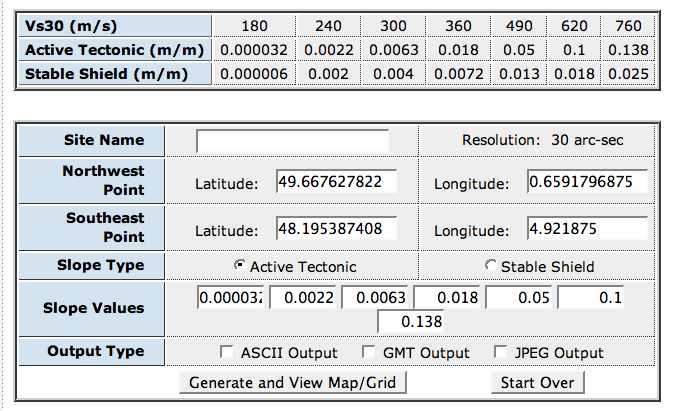 Vs30 (m/s) 180 240 300 360 490 620 760
Active Tectonic (m/m) 0.000032 0.0022 0.0063 0.018 0.05 0.1 0.138
Stable Shield (m/m) 0.000006 0.002 0.004 0.0072 0.013 0.018 0.025
Site Name Resolution: 30 arc-sec
Northwest
Point Latitude: 49.667627822 Longitude: 0.6591796875
Southeast
Point Latitude: 48.195387408 Longitude: 4.921875
Slope Type Active Tectonic Stable Shield
Slope Values 0.000032 0.0022 0.0063 0.018 0.05 0.1
0.138
Output Type ASCII Output GMT Output JPEG Output
Generate and View Map/Grid Start Over